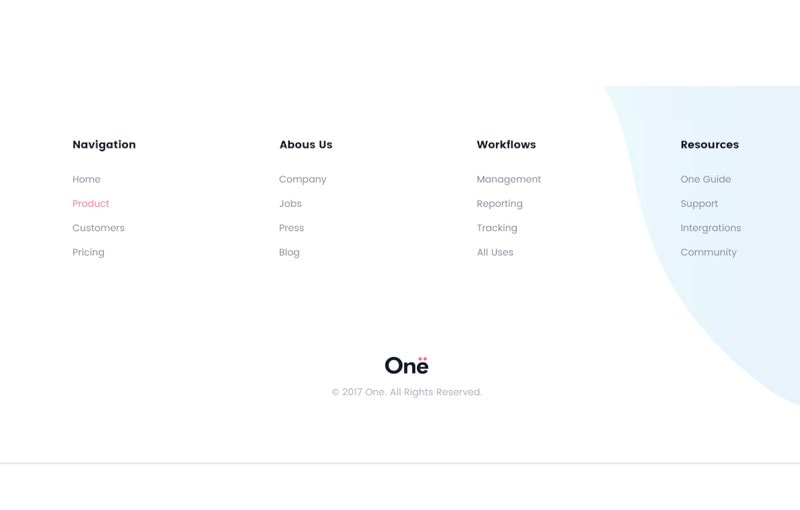 Navigation
Home
Product
Customers
Pricing
Abous Us
Company
Jobs
Press
Blog
Workflows
Management
Reporting
Tracking
All Uses
Resources
One Guide
Support
Intergrations
Community
Onë
© 2017 One. All Rights Reserved.